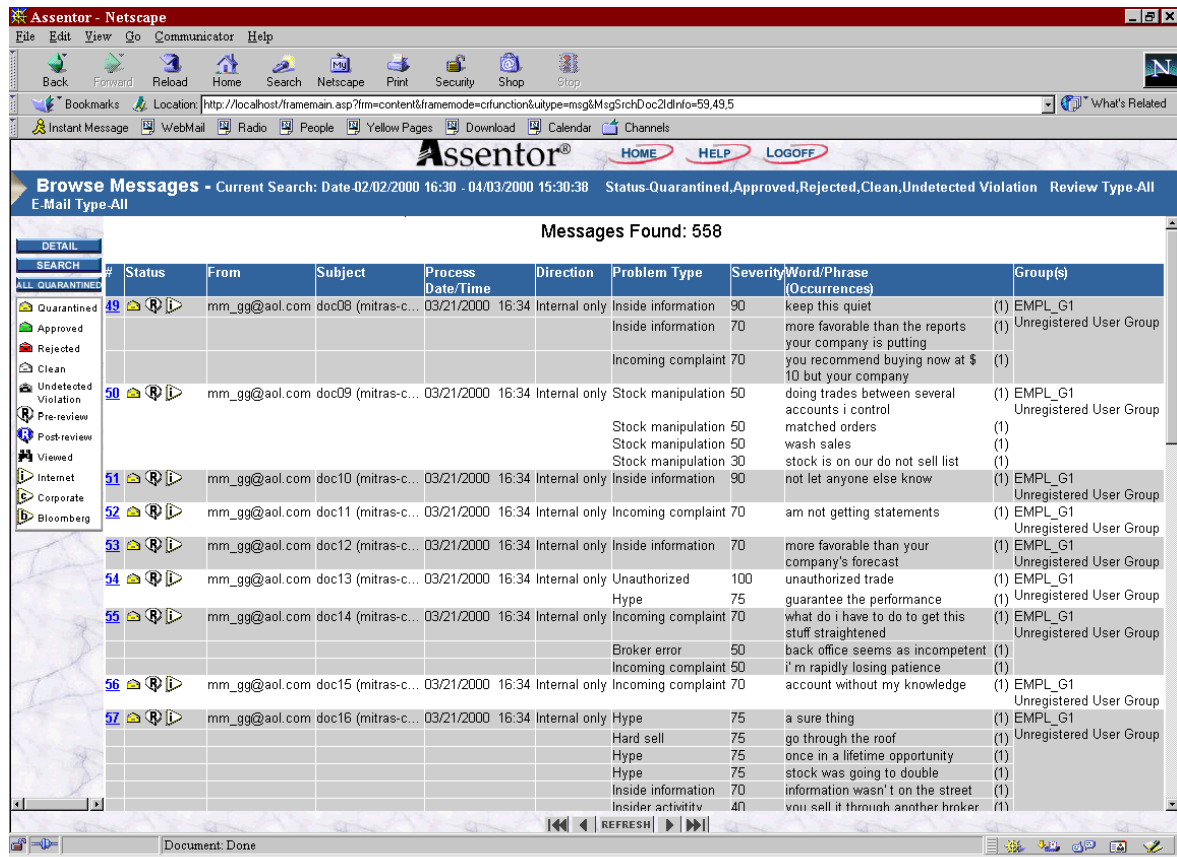 Assentor - Netscape
File Edit View Go Communicator Help
Back Forward Reload Home Search Netscape Print Security Shop Stop
Bookmarks Location: http://localhost/framemain.asp?frm=content&framemode=crfunction&uitype=msg&MsgSrchDoc2IdInfo=59,49,5 What's Related
Instant Message WebMail Radio People Yellow Pages Download Calendar Channels
Assentor® HOME HELP LOGOFF
Browse Messages - Current Search: Date-02/02/2000 16:30 - 04/03/2000 15:30:38 Status-Quarantined,Approved,Rejected,Clean,Undetected Violation Review Type-All
E-Mail Type-All
Messages Found: 558
DETAIL
SEARCH
ALL QUARANTINED
Quarantined
Approved
Rejected
Clean
Undetected
Violation
Pre-review
Post-review
Viewed
Internet
Corporate
Bloomberg
# Status From Subject Process Direction Problem Type Severity Word/Phrase Group(s)
Date/Time (Occurrences)
49 mm_gg@aol.com doc08 (mitras-c... 03/21/2000 16:34 Internal only Inside information 90 keep this quiet (1) EMPL_G1
Inside information 70 more favorable than the reports (1) Unregistered User Group
your company is putting
Incoming complaint 70 you recommend buying now at $ (1)
10 but your company
50 mm_gg@aol.com doc09 (mitras-c... 03/21/2000 16:34 Internal only Stock manipulation 50 doing trades between several (1) EMPL_G1
accounts i control Unregistered User Group
Stock manipulation 50 matched orders (1)
Stock manipulation 50 wash sales (1)
Stock manipulation 30 stock is on our do not sell list (1)
51 mm_gg@aol.com doc10 (mitras-c... 03/21/2000 16:34 Internal only Inside information 90 not let anyone else know (1) EMPL_G1
Unregistered User Group
52 mm_gg@aol.com doc11 (mitras-c... 03/21/2000 16:34 Internal only Incoming complaint 70 am not getting statements (1) EMPL_G1
Unregistered User Group
53 mm_gg@aol.com doc12 (mitras-c... 03/21/2000 16:34 Internal only Inside information 70 more favorable than your (1) EMPL_G1
company's forecast Unregistered User Group
54 mm_gg@aol.com doc13 (mitras-c... 03/21/2000 16:34 Internal only Unauthorized 100 unauthorized trade (1) EMPL_G1
Hype 75 guarantee the performance (1) Unregistered User Group
55 mm_gg@aol.com doc14 (mitras-c... 03/21/2000 16:34 Internal only Incoming complaint 70 what do i have to do to get this (1) EMPL_G1
stuff straightened Unregistered User Group
Broker error 50 back office seems as incompetent (1)
Incoming complaint 50 i' m rapidly losing patience (1)
56 mm_gg@aol.com doc15 (mitras-c... 03/21/2000 16:34 Internal only Incoming complaint 70 account without my knowledge (1) EMPL_G1
Unregistered User Group
57 mm_gg@aol.com doc16 (mitras-c... 03/21/2000 16:34 Internal only Hype 75 a sure thing (1) EMPL_G1
Hard sell 75 go through the roof (1) Unregistered User Group
Hype 75 once in a lifetime opportunity (1)
Hype 75 stock was going to double (1)
Inside information 70 information wasn' t on the street (1)
Insider activitity 40 you sell it through another broker (1)
REFRESH
Document: Done